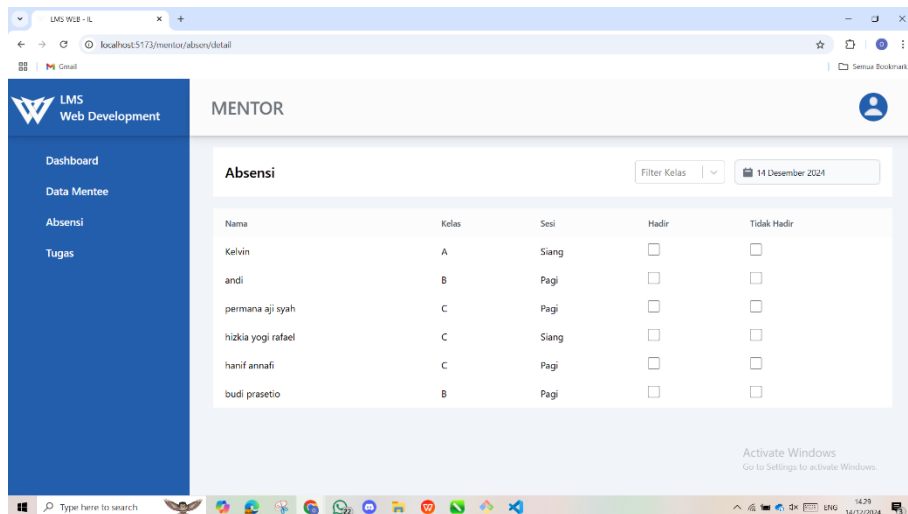 LMS WEB - IL
localhost:5173/mentor/absen/detail
Gmail
Semua Bookmark
LMS
Web Development
MENTOR
Dashboard
Data Mentee
Absensi
Tugas
Absensi
Filter Kelas
14 Desember 2024
Nama Kelas Sesi Hadir Tidak Hadir
Kelvin A Siang
andi B Pagi
permana aji syah C Pagi
hizkia yogi rafael C Siang
hanif annafi C Pagi
budi prasetio B Pagi
Activate Windows
Go to Settings to activate Windows.
Type here to search
ENG
14.29
14/12/2024